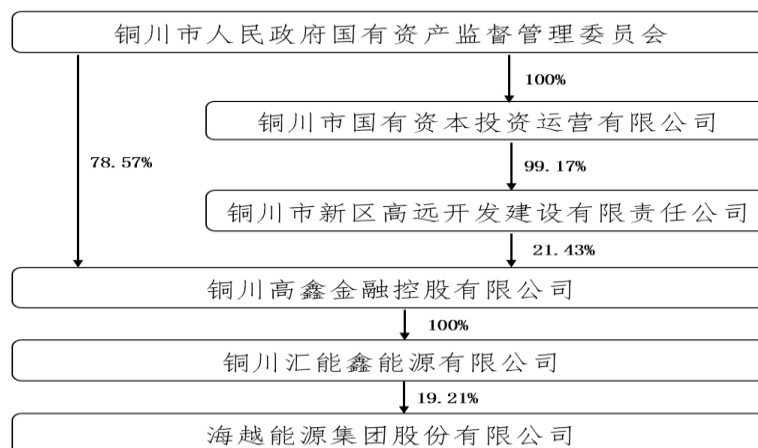 铜川市人民政府国有资产监督管理委员会
100%
铜川市国有资本投资运营有限公司
78.57%
99.17%
铜川市新区高远开发建设有限责任公司
21.43%
铜川高鑫金融控股有限公司
100%
铜川汇能鑫能源有限公司
19.21%
海越能源集团股份有限公司